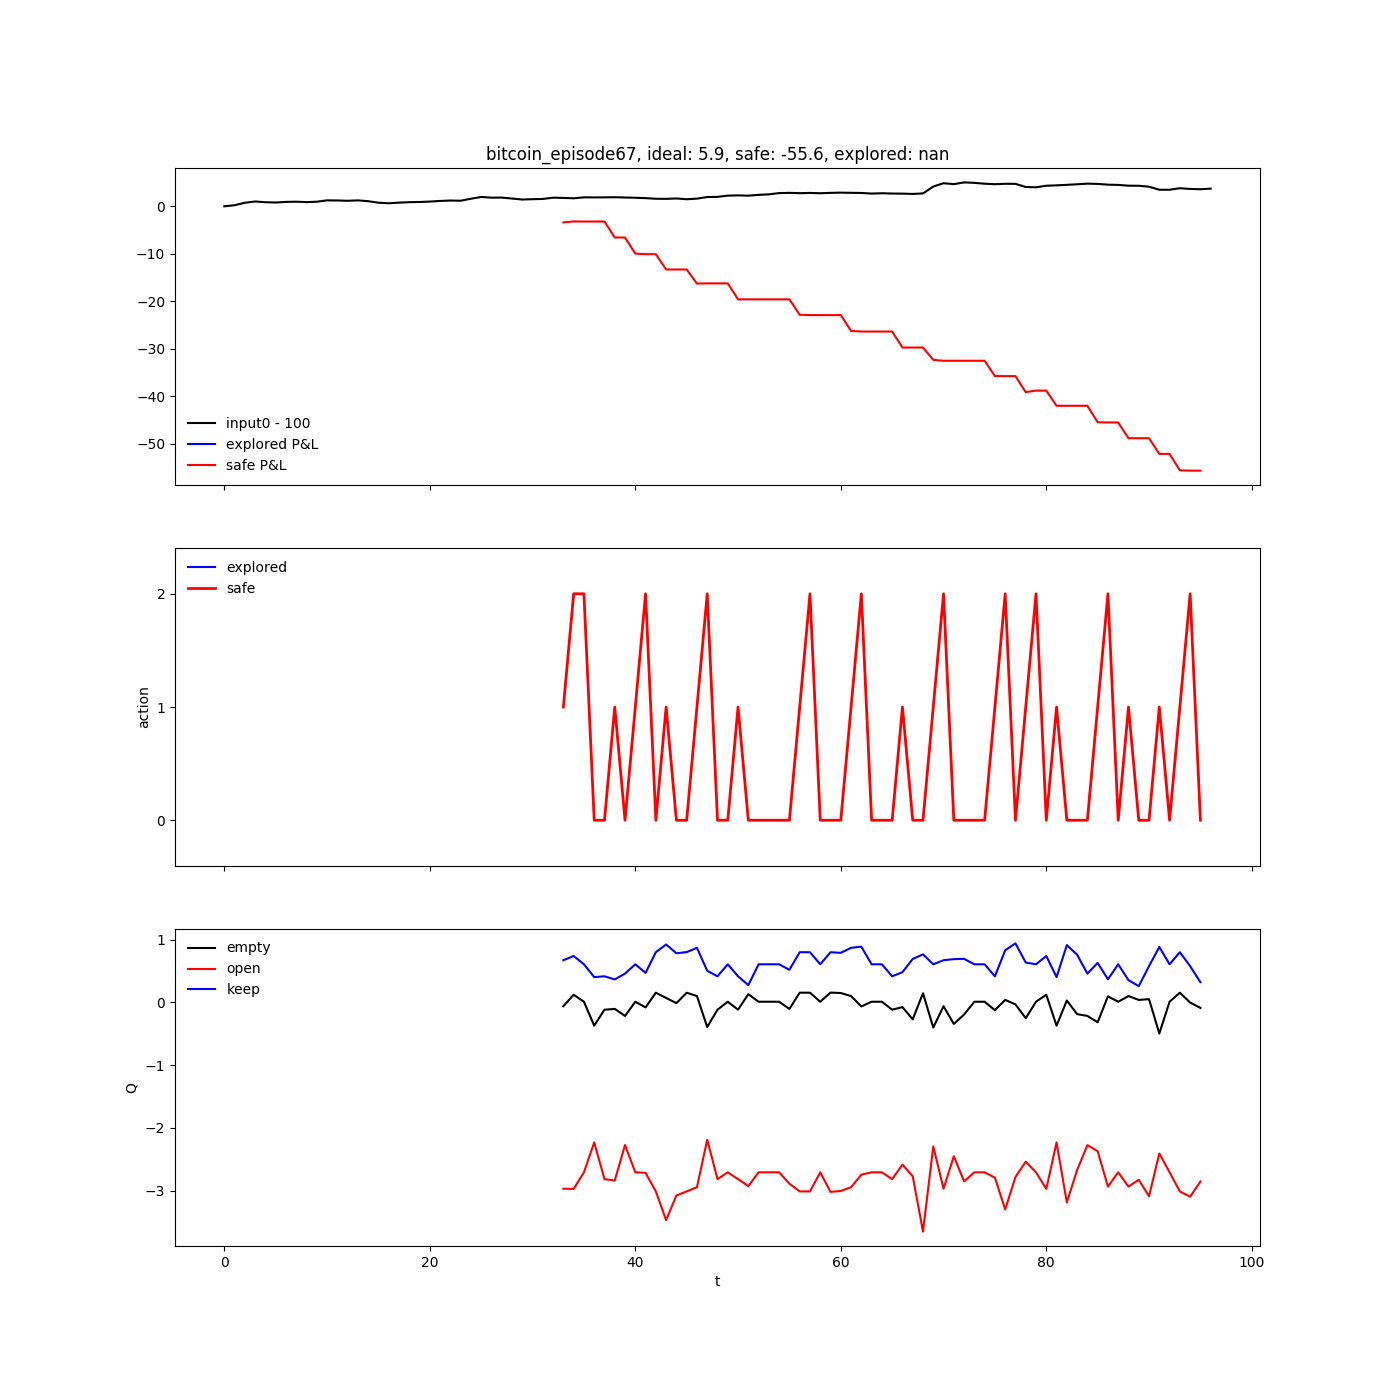 bitcoin_episode67, ideal: 5.9, safe: -55.6, explored: nan
0
−10
−20
−30
−40
−50
input0 - 100
explored P&L
safe P&L
action
2
1
0
explored
safe
Q
1
0
−1
−2
−3
empty
open
keep
0 20 40 60 80 100
t